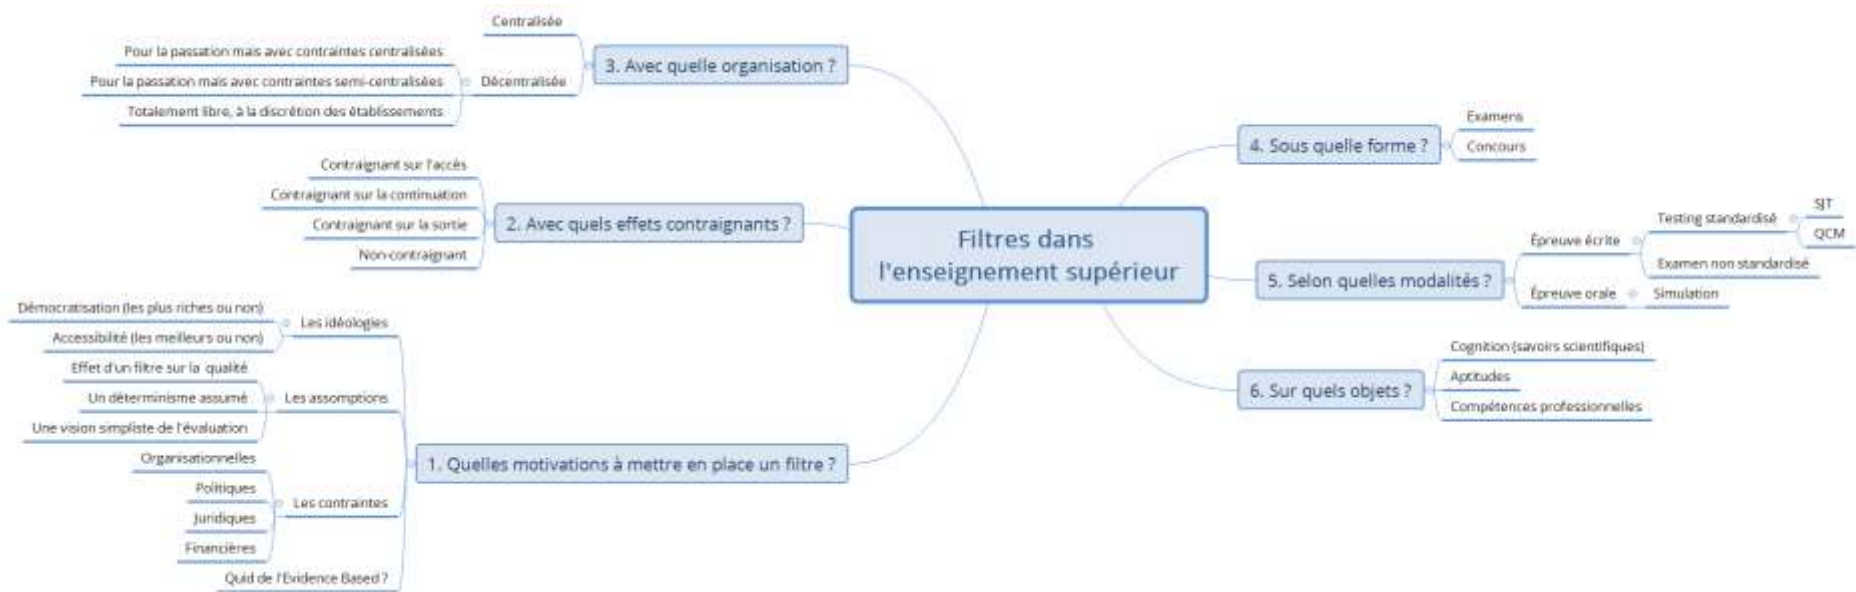 Filtres dans
l'enseignement supérieur
1. Quelles motivations à mettre en place un filtre ?
Les idéologies
Démocratisation (les plus riches ou non)
Accessibilité (les meilleurs ou non)
Les assomptions
Effet d'un filtre sur la qualité
Un déterminisme assumé
Une vision simpliste de l'évaluation
Les contraintes
Organisationnelles
Politiques
Juridiques
Financières
Quid de l'Evidence Based ?
2. Avec quels effets contraignants ?
Contraignant sur l'accès
Contraignant sur la continuation
Contraignant sur la sortie
Non-contraignant
3. Avec quelle organisation ?
Centralisée
Décentralisée
Pour la passation mais avec contraintes centralisées
Pour la passation mais avec contraintes semi-centralisées
Totalement libre, à la discrétion des établissements
4. Sous quelle forme ?
Examens
Concours
5. Selon quelles modalités ?
Épreuve écrite
Testing standardisé
SJT
QCM
Examen non standardisé
Épreuve orale
Simulation
6. Sur quels objets ?
Cognition (savoirs scientifiques)
Aptitudes
Compétences professionnelles